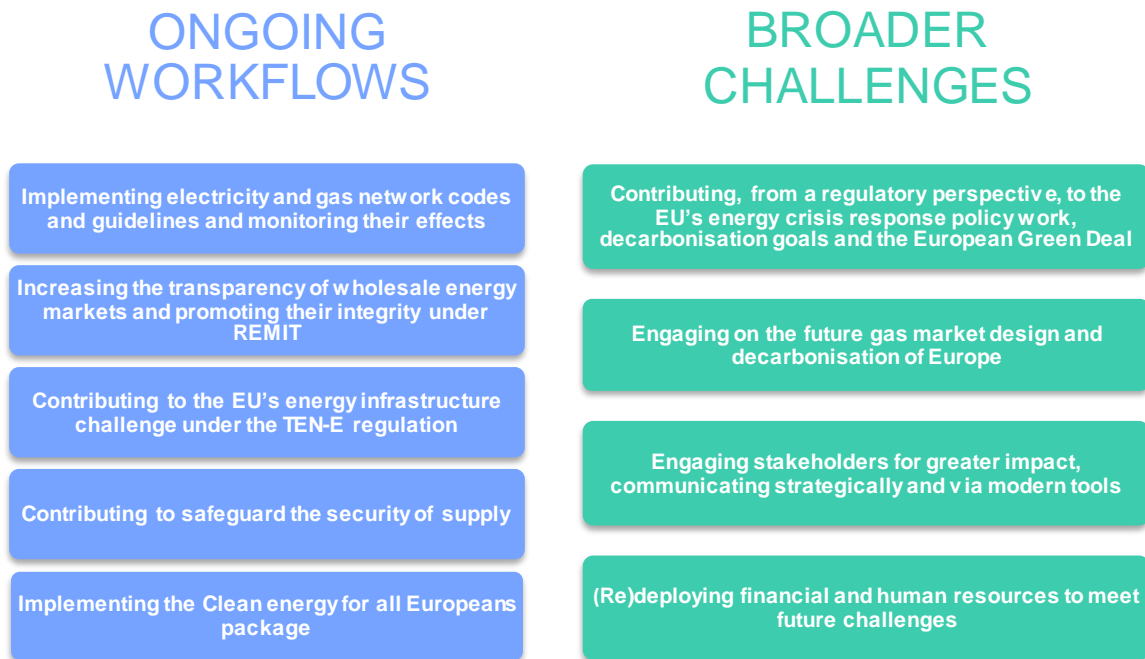 ONGOING
WORKFLOWS
Implementing electricity and gas network codes
and guidelines and monitoring their effects
Increasing the transparency of wholesale energy
markets and promoting their integrity under
REMIT
Contributing to the EU's energy infrastructure
challenge under the TEN-E regulation
Contributing to safeguard the security of supply
Implementing the Clean energy for all Europeans
package
BROADER
CHALLENGES
Contributing, from a regulatory perspective, to the
EU's energy crisis response policy work,
decarbonisation goals and the European Green Deal
Engaging on the future gas market design and
decarbonisation of Europe
Engaging stakeholders for greater impact,
communicating strategically and via modern tools
(Re)deploying financial and human resources to meet
future challenges